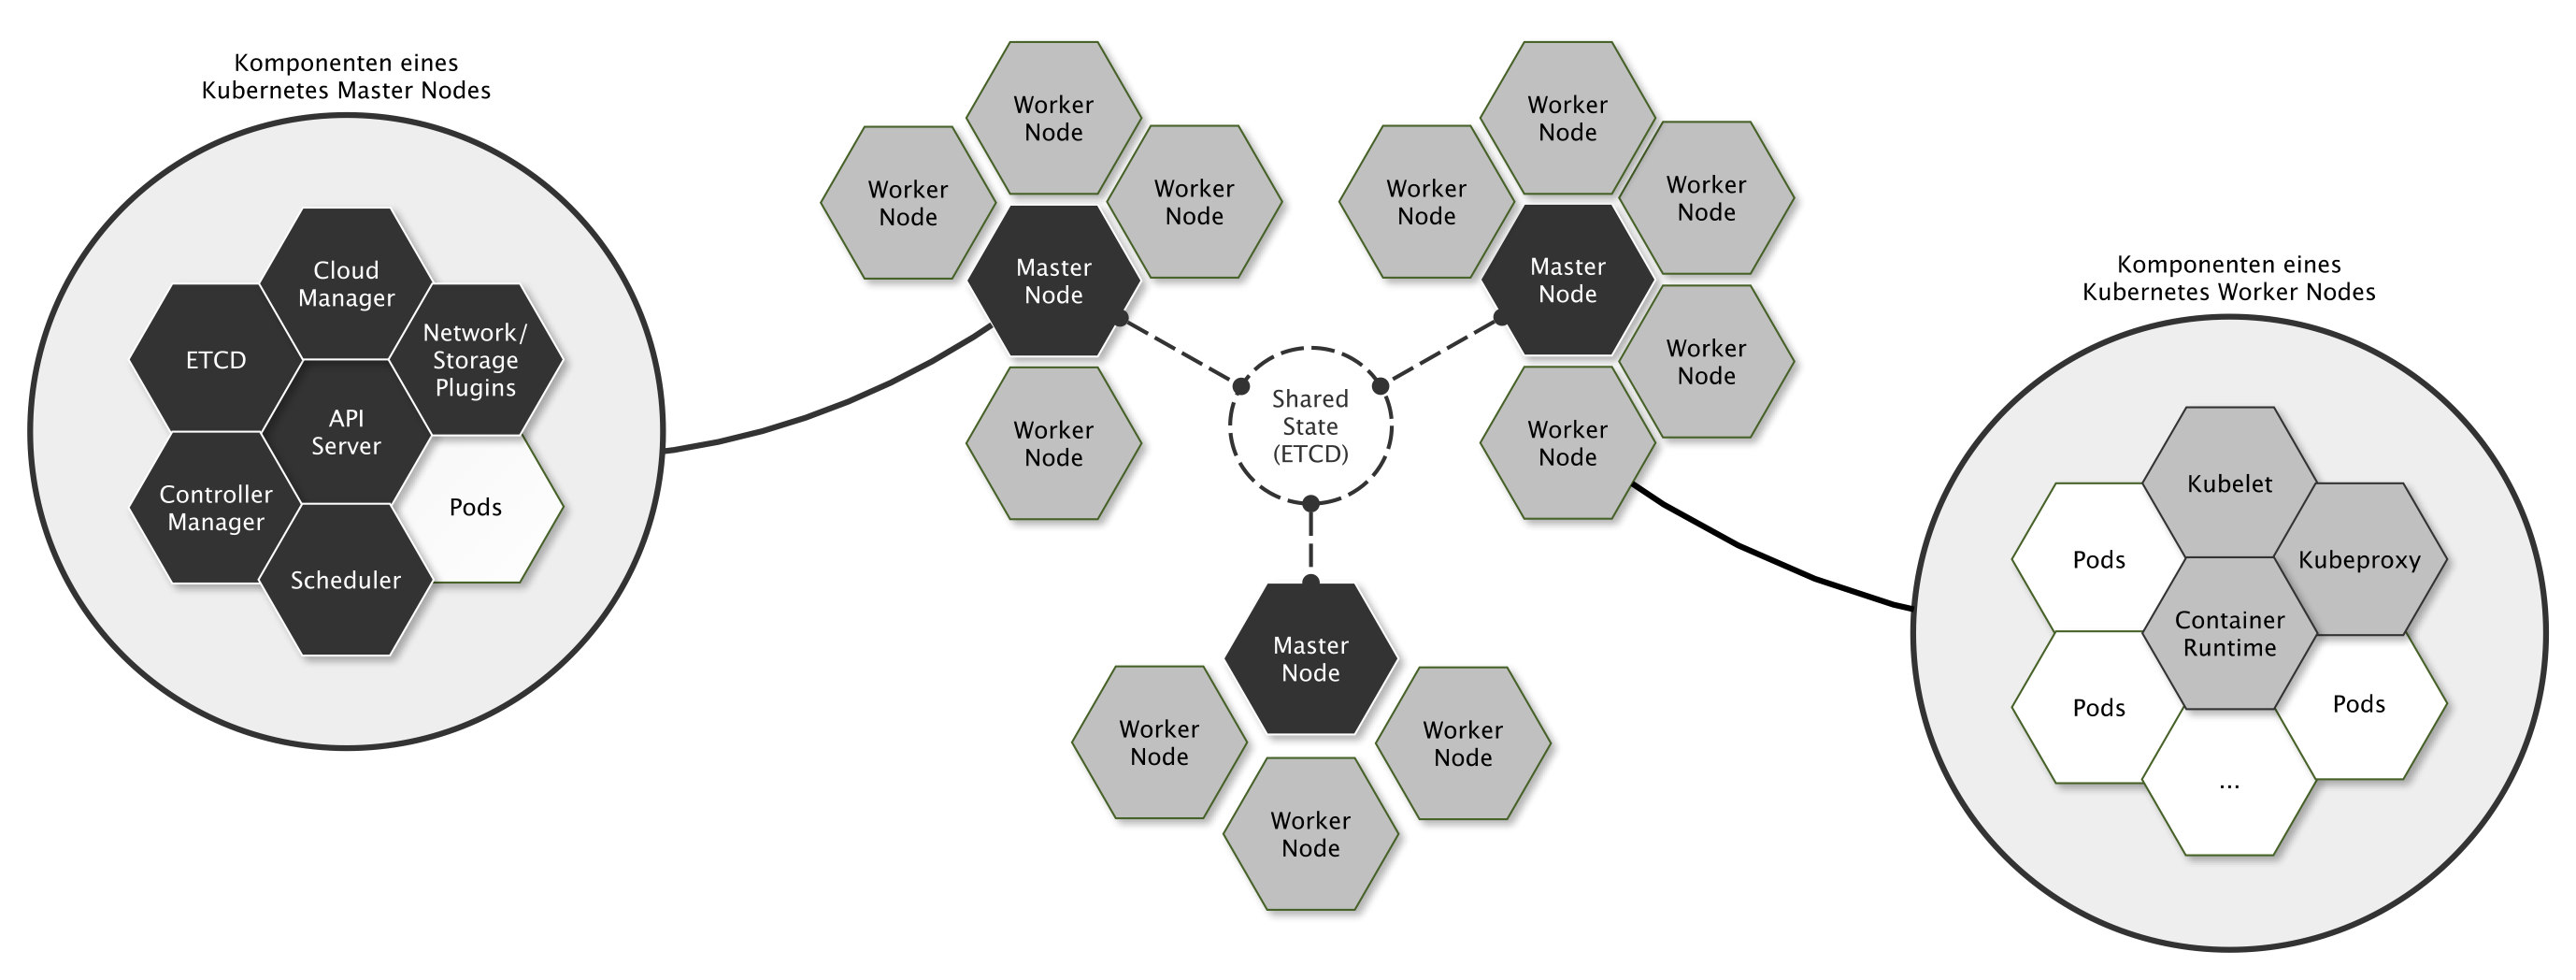 Komponenten eines
Kubernetes Master Nodes
Cloud
Manager
ETCD
Network/
Storage
Plugins
API
Server
Controller
Manager
Pods
Scheduler
Worker
Node
Worker
Node
Worker
Node
Master
Node
Worker
Node
Worker
Node
Worker
Node
Worker
Node
Master
Node
Worker
Node
Worker
Node
Shared
State
(ETCD)
Master
Node
Worker
Node
Worker
Node
Worker
Node
Komponenten eines
Kubernetes Worker Nodes
Kubelet
Pods
Kubeproxy
Container
Runtime
Pods
Pods
...